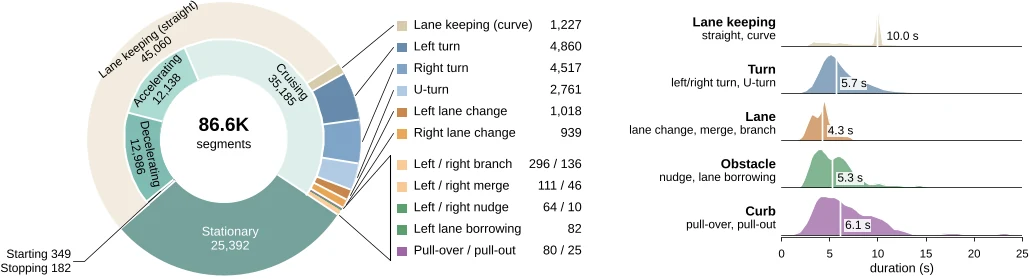 Lane keeping (straight)
45,060
Accelerating
12,138
Cruising
35,185
Decelerating
12,986
86.6K
segments
Stationary
25,392
Starting 349
Stopping 182
Lane keeping (curve) 1,227
Left turn 4,860
Right turn 4,517
U-turn 2,761
Left lane change 1,018
Right lane change 939
Left / right branch 296 / 136
Left / right merge 111 / 46
Left / right nudge 64 / 10
Left lane borrowing 82
Pull-over / pull-out 80 / 25
Lane keeping
straight, curve
10.0 s
Turn
left/right turn, U-turn
5.7 s
Lane
lane change, merge, branch
4.3 s
Obstacle
nudge, lane borrowing
5.3 s
Curb
pull-over, pull-out
6.1 s
0 5 10 15 20 25
duration (s)